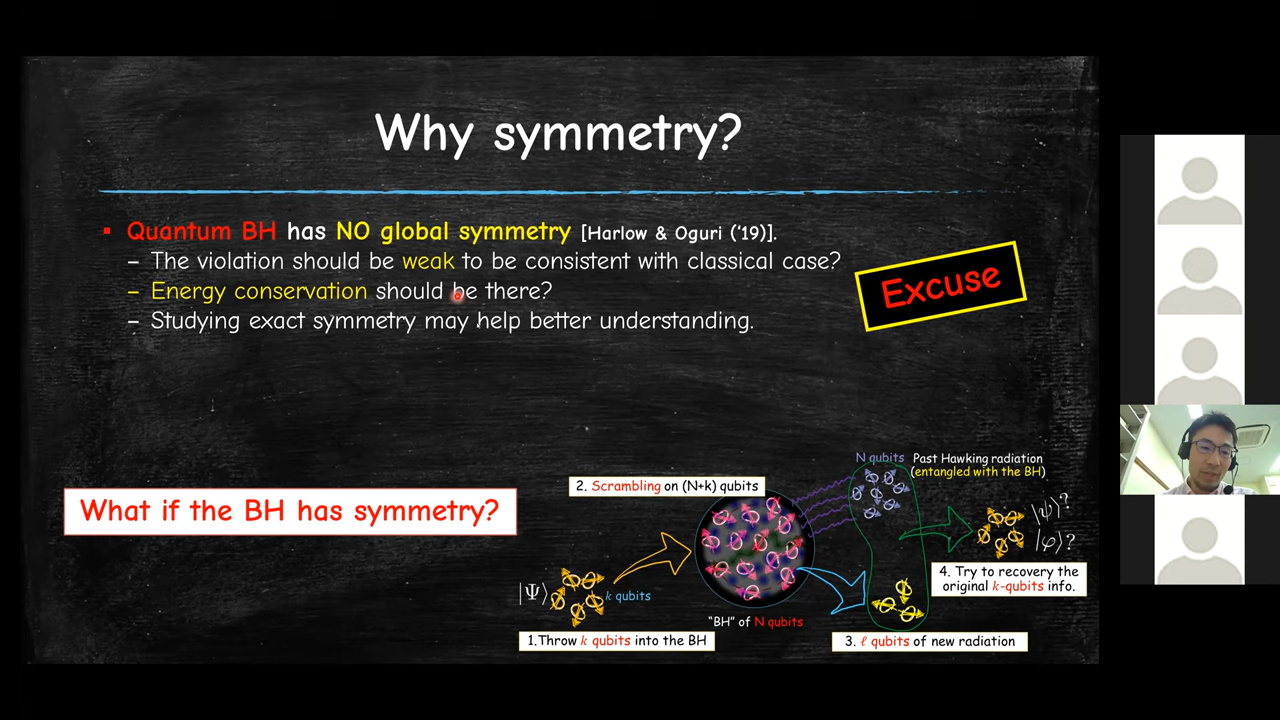 Why symmetry?
▪ Quantum BH has NO global symmetry [Harlow & Oguri ('19)].
– The violation should be weak to be consistent with classical case?
– Energy conservation should be there?
– Studying exact symmetry may help better understanding.
Excuse
What if the BH has symmetry?
N qubits
Past Hawking radiation
(entangled with the BH)
2. Scrambling on (N+k) qubits
|ψ⟩?
|φ⟩?
4. Try to recovery the
original k-qubits info.
|Ψ⟩
k qubits
"BH" of N qubits
1.Throw k qubits into the BH
3. ℓ qubits of new radiation